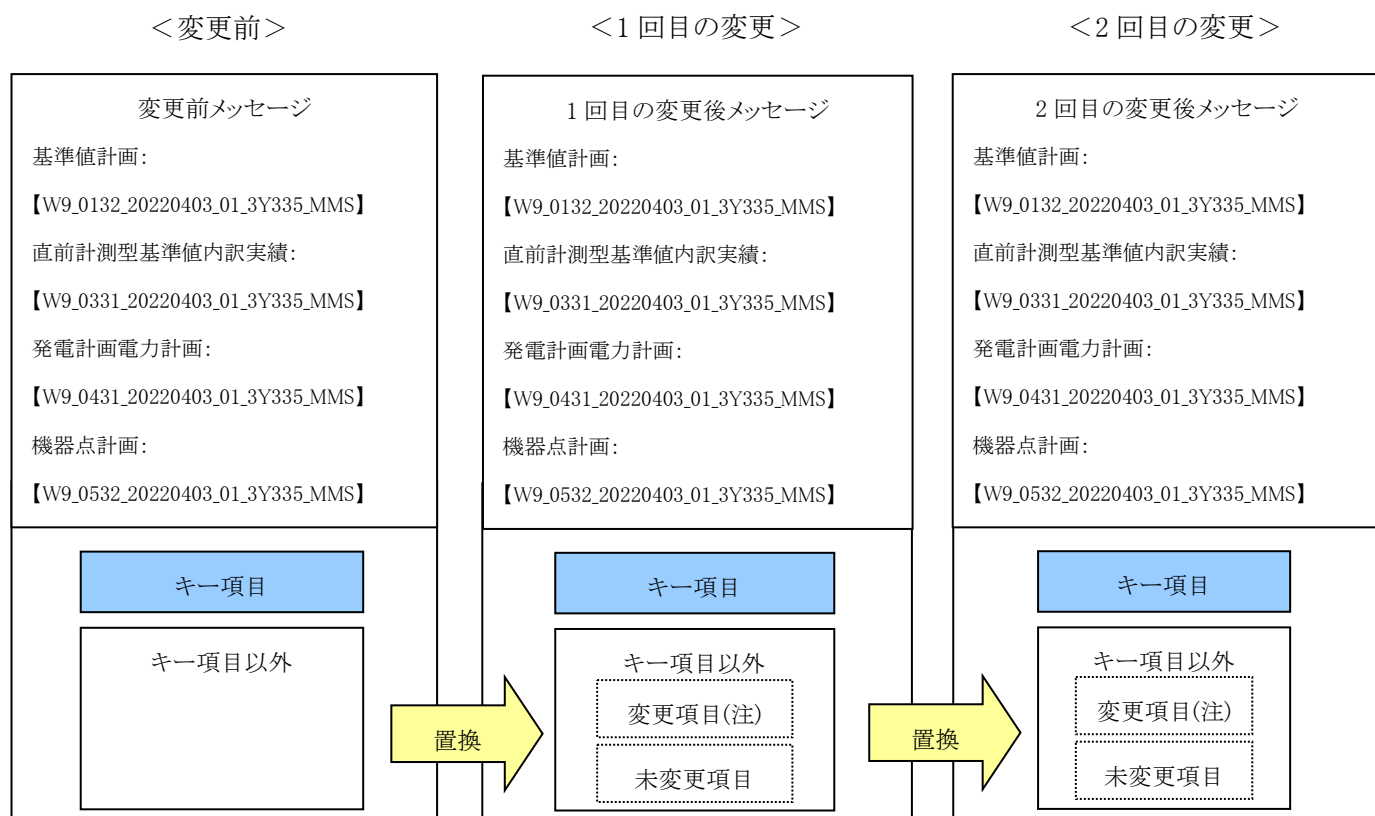 ＜変更前＞
＜1回目の変更＞
＜2回目の変更＞
変更前メッセージ
基準値計画：
【W9_0132_20220403_01_3Y335_MMS】
直前計測型基準値内訳実績：
【W9_0331_20220403_01_3Y335_MMS】
発電計画電力計画：
【W9_0431_20220403_01_3Y335_MMS】
機器点計画：
【W9_0532_20220403_01_3Y335_MMS】
キー項目
キー項目以外
置換
1回目の変更後メッセージ
基準値計画：
【W9_0132_20220403_01_3Y335_MMS】
直前計測型基準値内訳実績：
【W9_0331_20220403_01_3Y335_MMS】
発電計画電力計画：
【W9_0431_20220403_01_3Y335_MMS】
機器点計画：
【W9_0532_20220403_01_3Y335_MMS】
キー項目
キー項目以外
変更項目(注)
未変更項目
置換
2回目の変更後メッセージ
基準値計画：
【W9_0132_20220403_01_3Y335_MMS】
直前計測型基準値内訳実績：
【W9_0331_20220403_01_3Y335_MMS】
発電計画電力計画：
【W9_0431_20220403_01_3Y335_MMS】
機器点計画：
【W9_0532_20220403_01_3Y335_MMS】
キー項目
キー項目以外
変更項目(注)
未変更項目